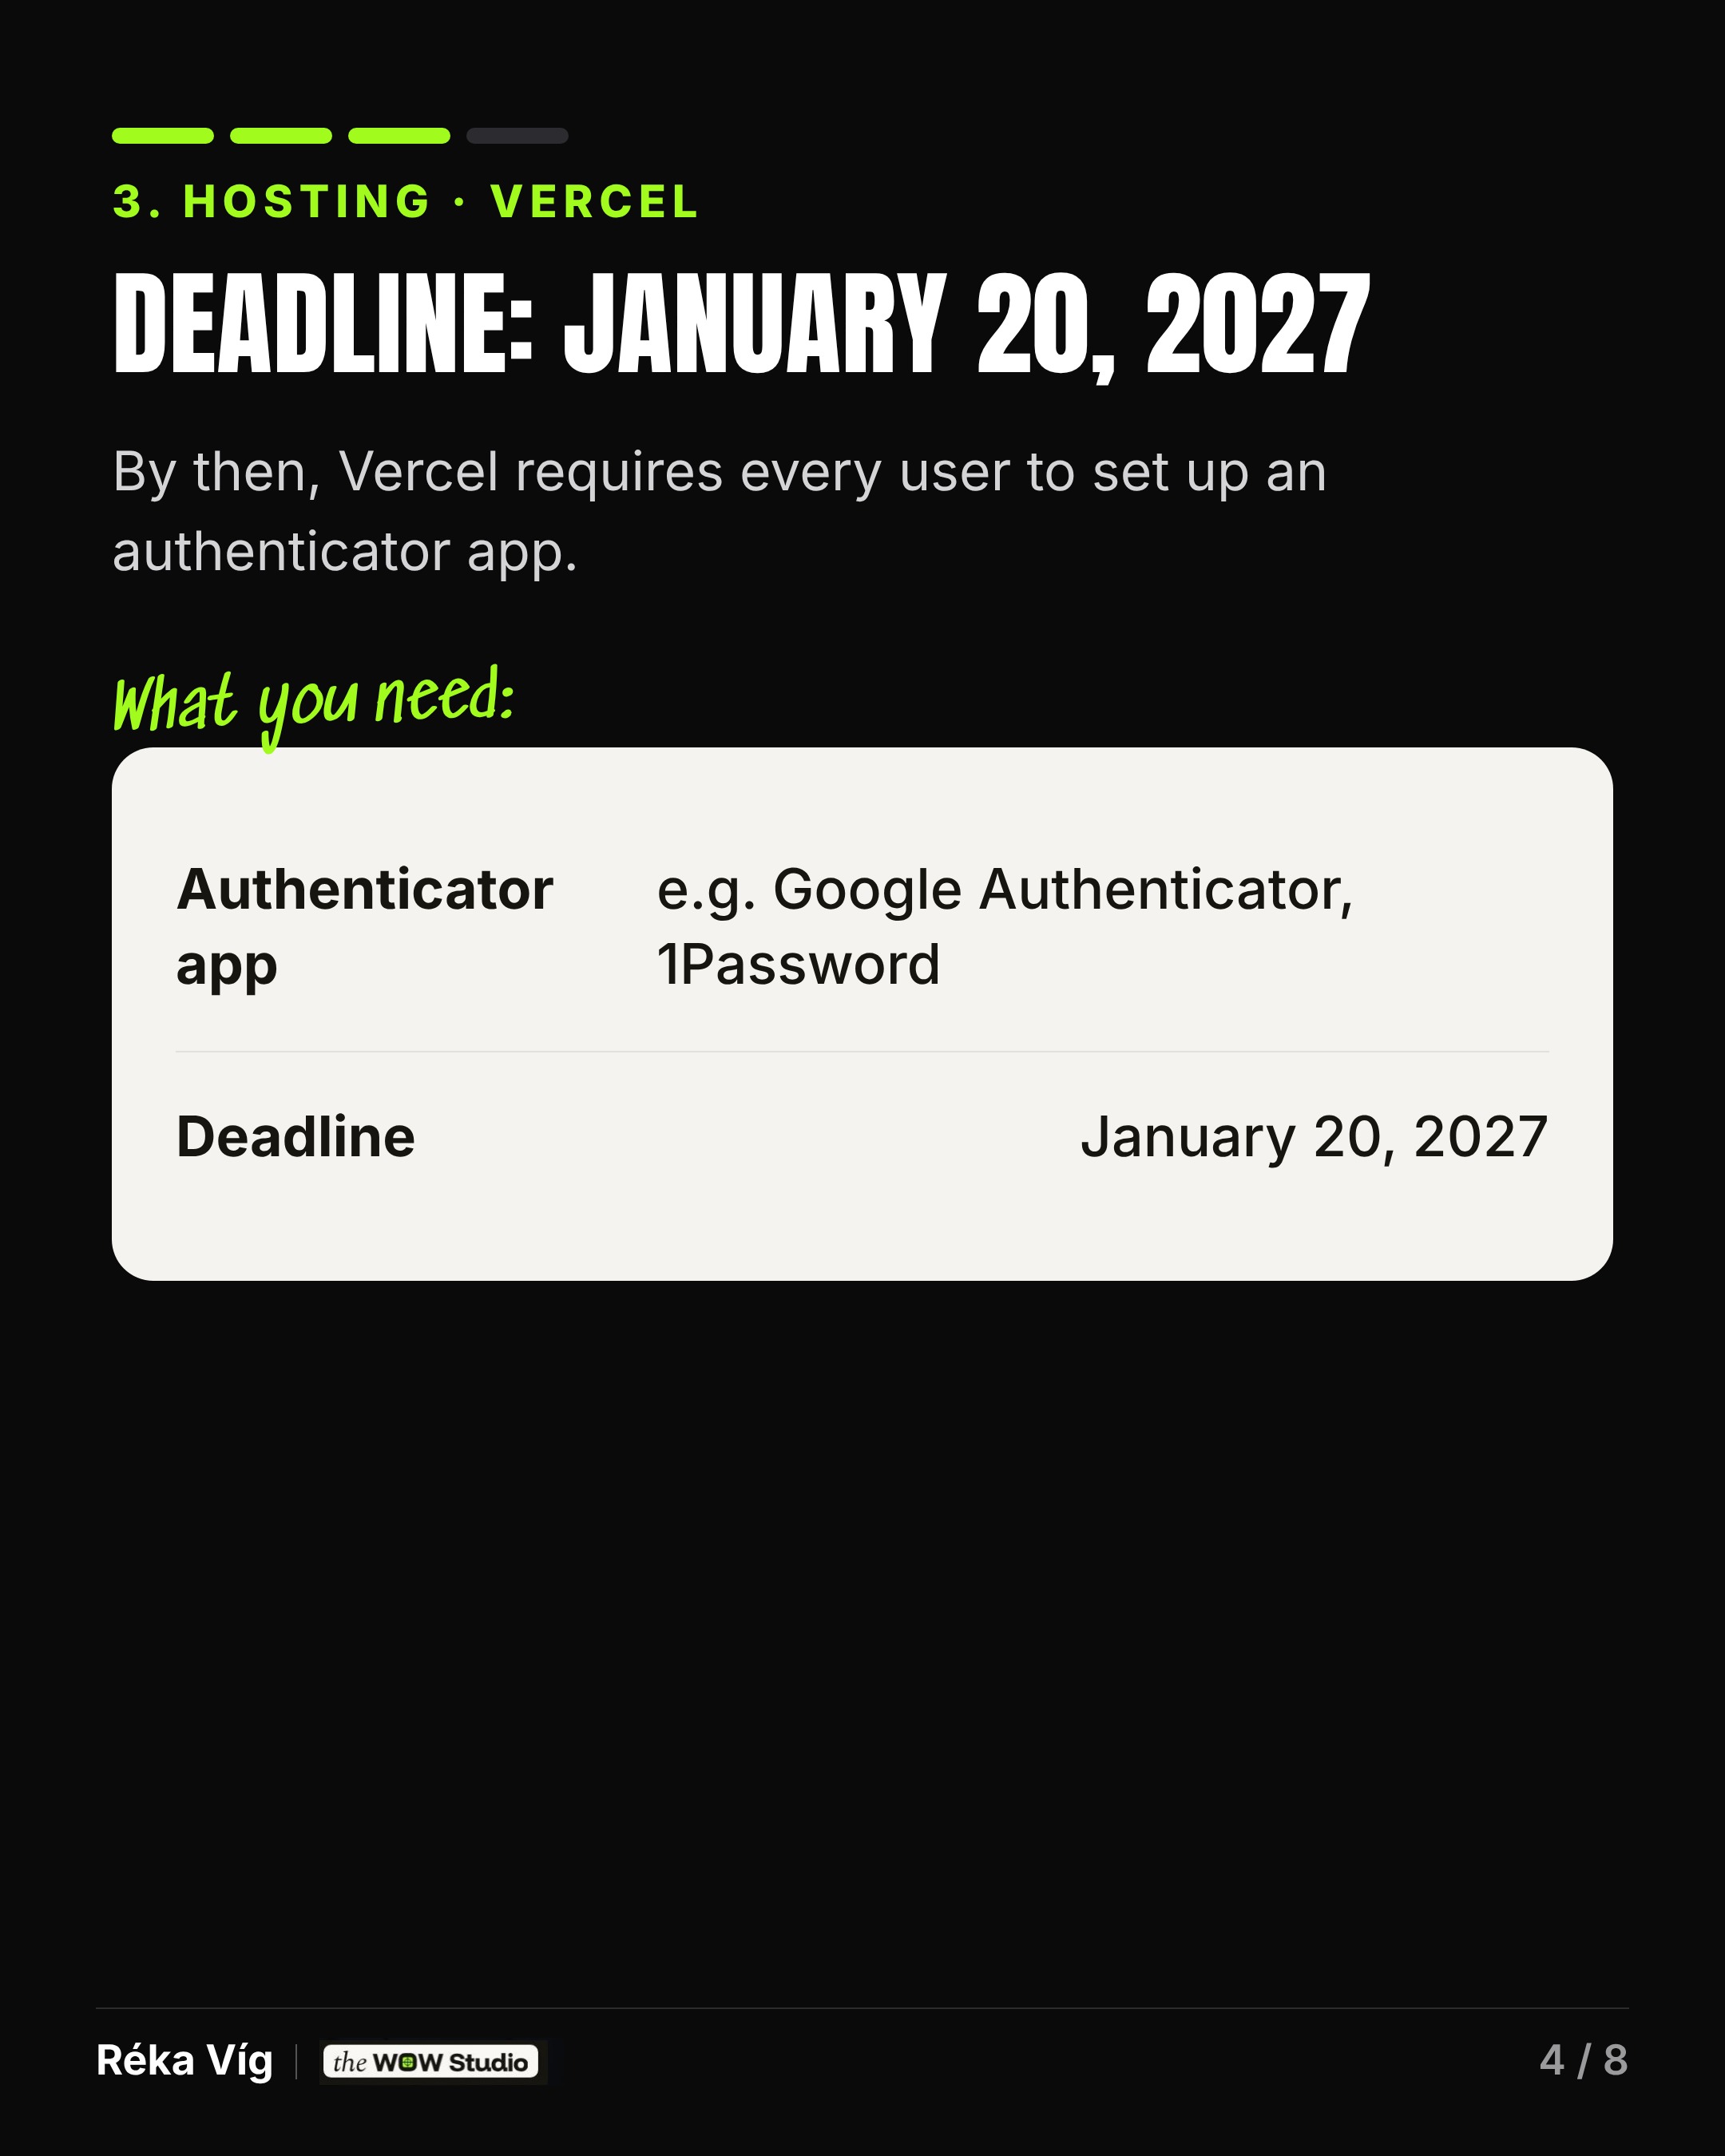 3. HOSTING · VERCEL
DEADLINE: JANUARY 20, 2027
By then, Vercel requires every user to set up an
authenticator app.
What you need:
Authenticator
app
e.g. Google Authenticator,
1Password
Deadline
January 20, 2027
Réka Víg
the WOW Studio
4 / 8